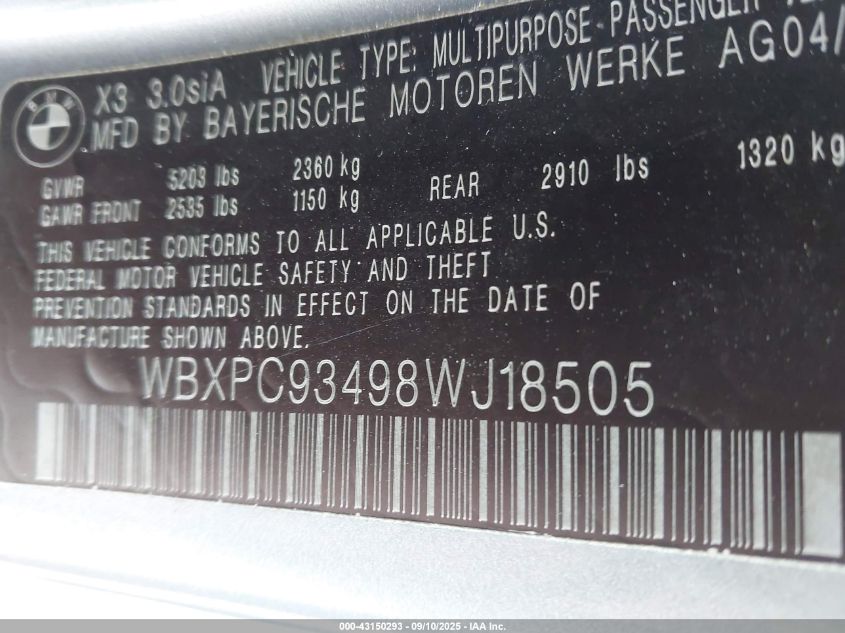 BMW
X3 3.0siA VEHICLE TYPE: MULTIPURPOSE PASSENGER
MFD BY BAYERISCHE MOTOREN WERKE AG04/
GVWR 5203 lbs 2360 kg
GAWR FRONT 2535 lbs 1150 kg REAR 2910 lbs 1320 kg
THIS VEHICLE CONFORMS TO ALL APPLICABLE U.S.
FEDERAL MOTOR VEHICLE SAFETY AND THEFT
PREVENTION STANDARDS IN EFFECT ON THE DATE OF
MANUFACTURE SHOWN ABOVE.
WBXPC93498WJ18505
000-43150293 - 09/10/2025 - IAA Inc.